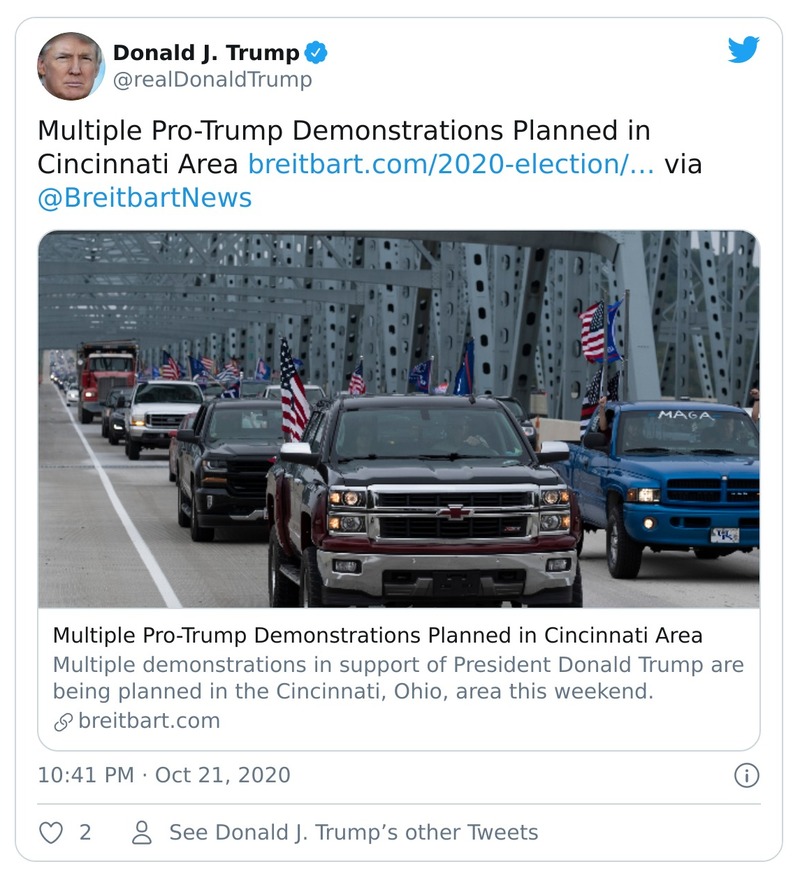 Donald J. Trump
@realDonaldTrump
Multiple Pro-Trump Demonstrations Planned in
Cincinnati Area breitbart.com/2020-election/… via
@BreitbartNews
MAGA
Multiple Pro-Trump Demonstrations Planned in Cincinnati Area
Multiple demonstrations in support of President Donald Trump are
being planned in the Cincinnati, Ohio, area this weekend.
breitbart.com
10:41 PM · Oct 21, 2020
2
See Donald J. Trump’s other Tweets